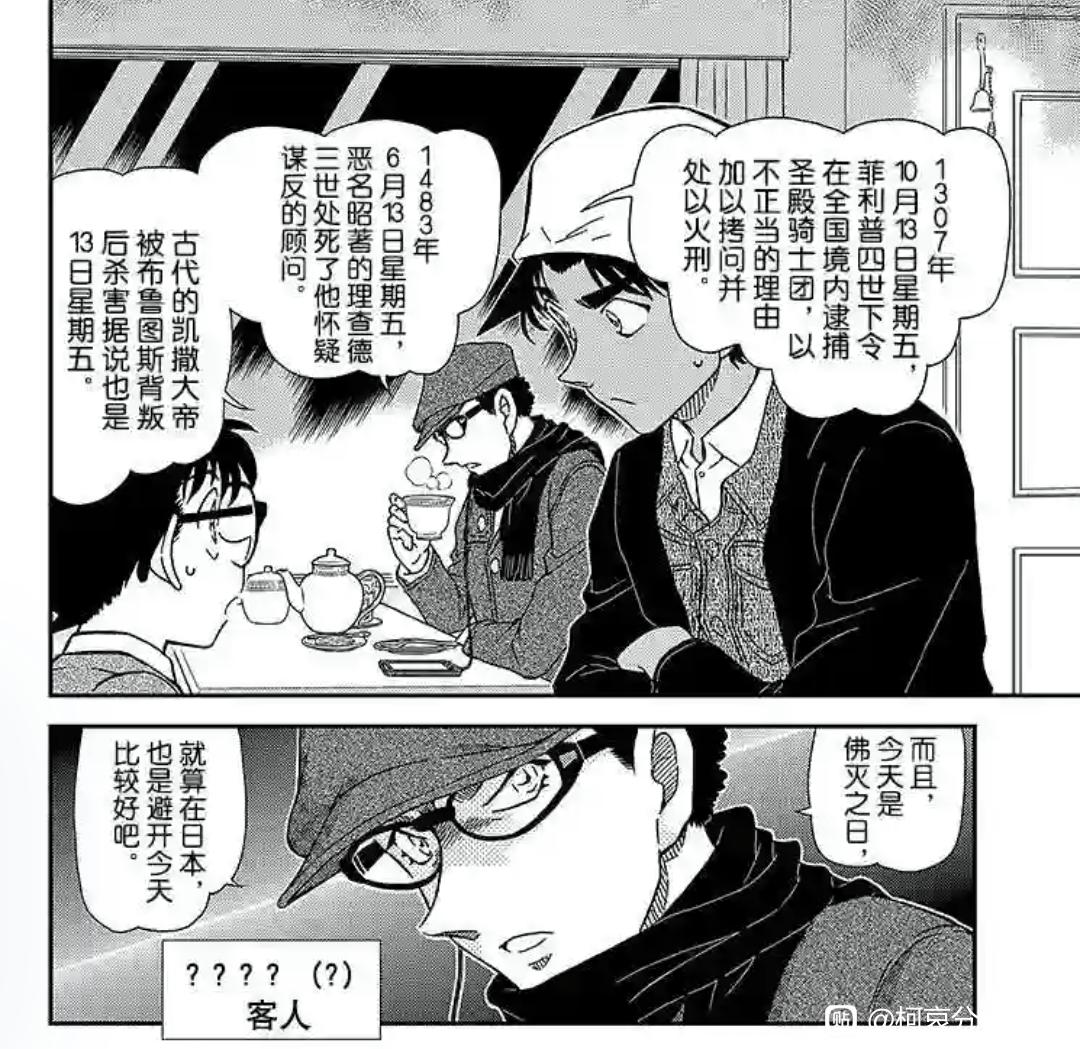 1307年
10月13日星期五，
菲利普四世下令
在全国境内逮捕
圣殿骑士团，以
不正当的理由
加以拷问并
处以火刑。
1483年
6月13日星期五，
恶名昭著的理查德
三世处死了他怀疑
谋反的顾问。
古代的凯撒大帝
被布鲁图斯背叛
后杀害据说也是
13日星期五。
而且，
今天是
佛灭之日，
就算在日本，
也是避开今天
比较好吧。
？？？？（？）
客人
贴 @柯哀分